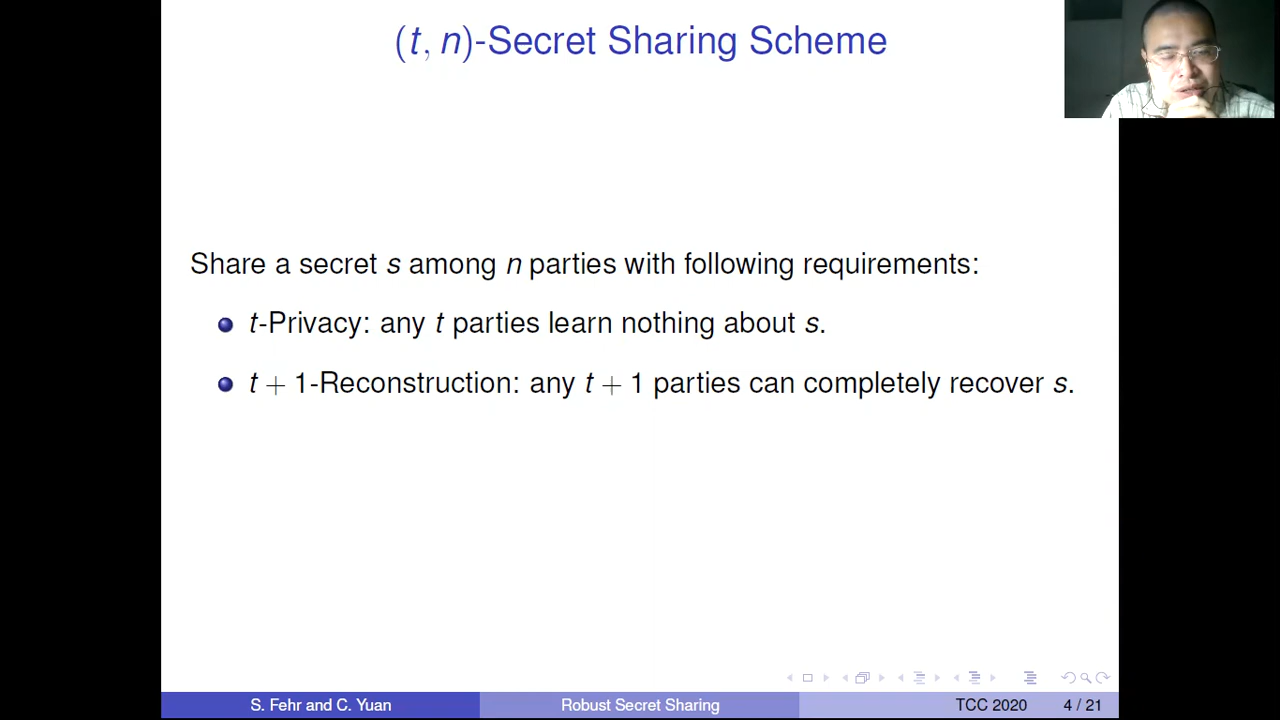 (t, n)-Secret Sharing Scheme
Share a secret s among n parties with following requirements:
t-Privacy: any t parties learn nothing about s.
t + 1-Reconstruction: any t + 1 parties can completely recover s.
S. Fehr and C. Yuan
Robust Secret Sharing
TCC 2020
4 / 21